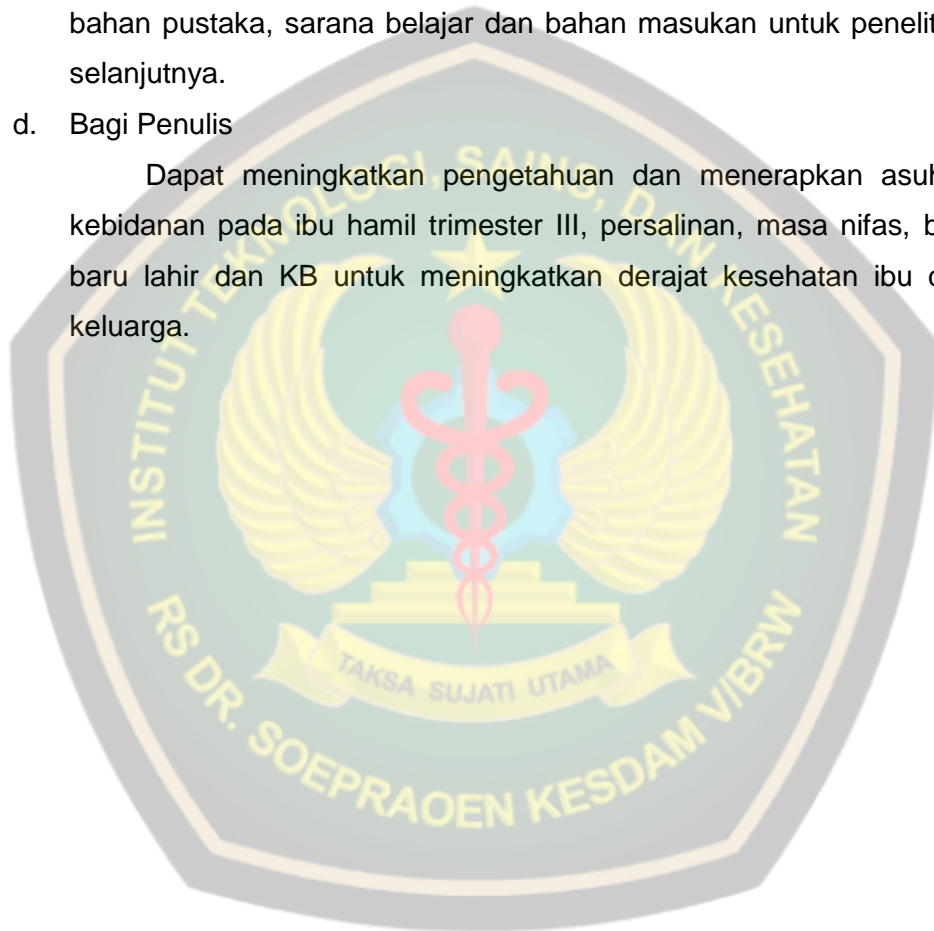 bahan pustaka, sarana belajar dan bahan masukan untuk penelit
selanjutnya.
d. Bagi Penulis
Dapat meningkatkan pengetahuan dan menerapkan asuh
kebidanan pada ibu hamil trimester III, persalinan, masa nifas, b
baru lahir dan KB untuk meningkatkan derajat kesehatan ibu d
keluarga.
INSTITUT TEKNOLOGI, SAINS, DAN KESEHATAN
TAKSA SUJATI UTAMA
RS DR. SOEPRAOEN KESDAM V/BRW